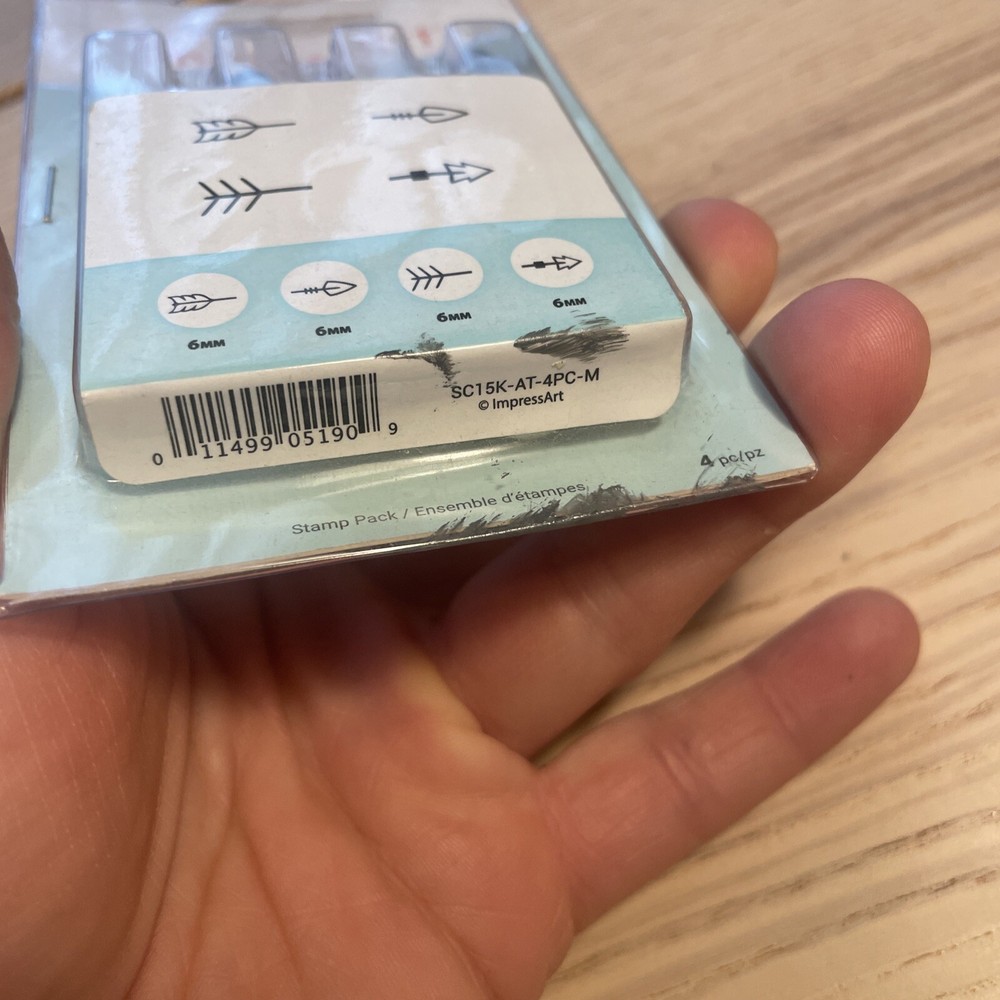 6MM
6MM
6MM
6MM
0 11499 05190 9
SC15K-AT-4PC-M
© ImpressArt
4 pc/pz
Stamp Pack / Ensemble d'étampes